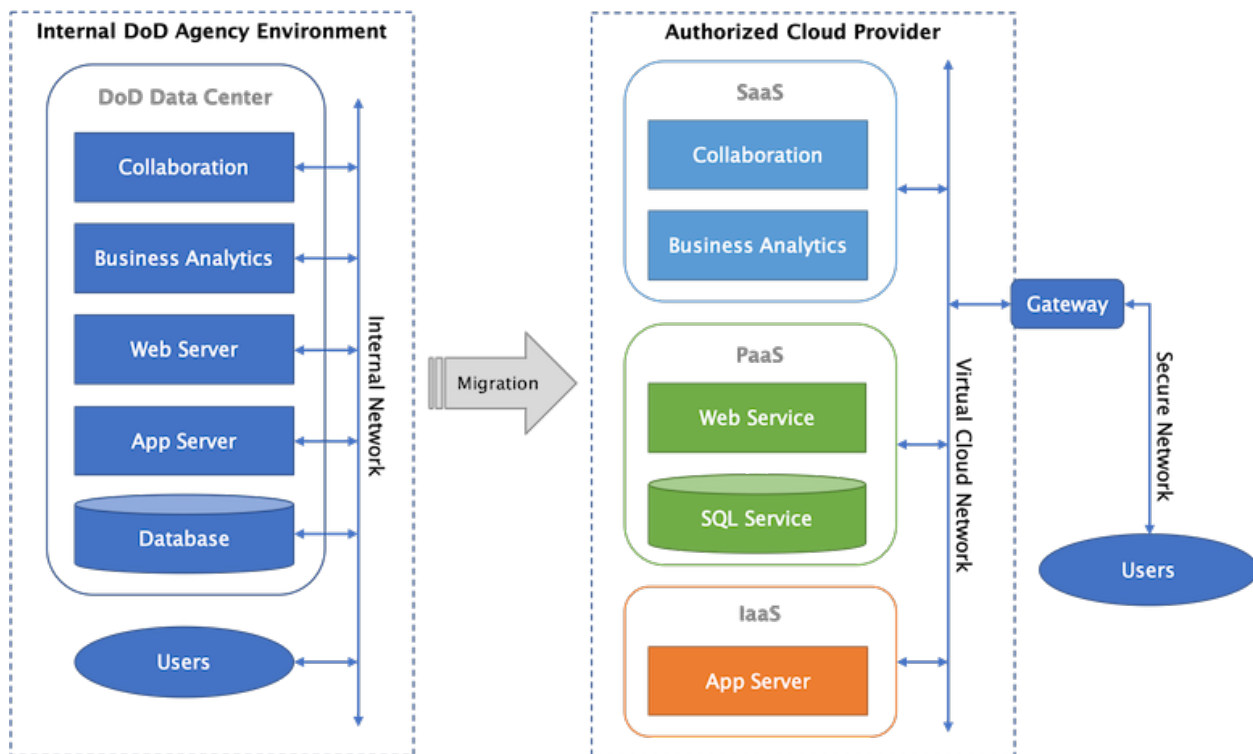 Internal DoD Agency Environment
DoD Data Center
Collaboration
Business Analytics
Web Server
App Server
Database
Users
Internal Network
Migration
Authorized Cloud Provider
SaaS
Collaboration
Business Analytics
PaaS
Web Service
SQL Service
IaaS
App Server
Virtual Cloud Network
Gateway
Secure Network
Users